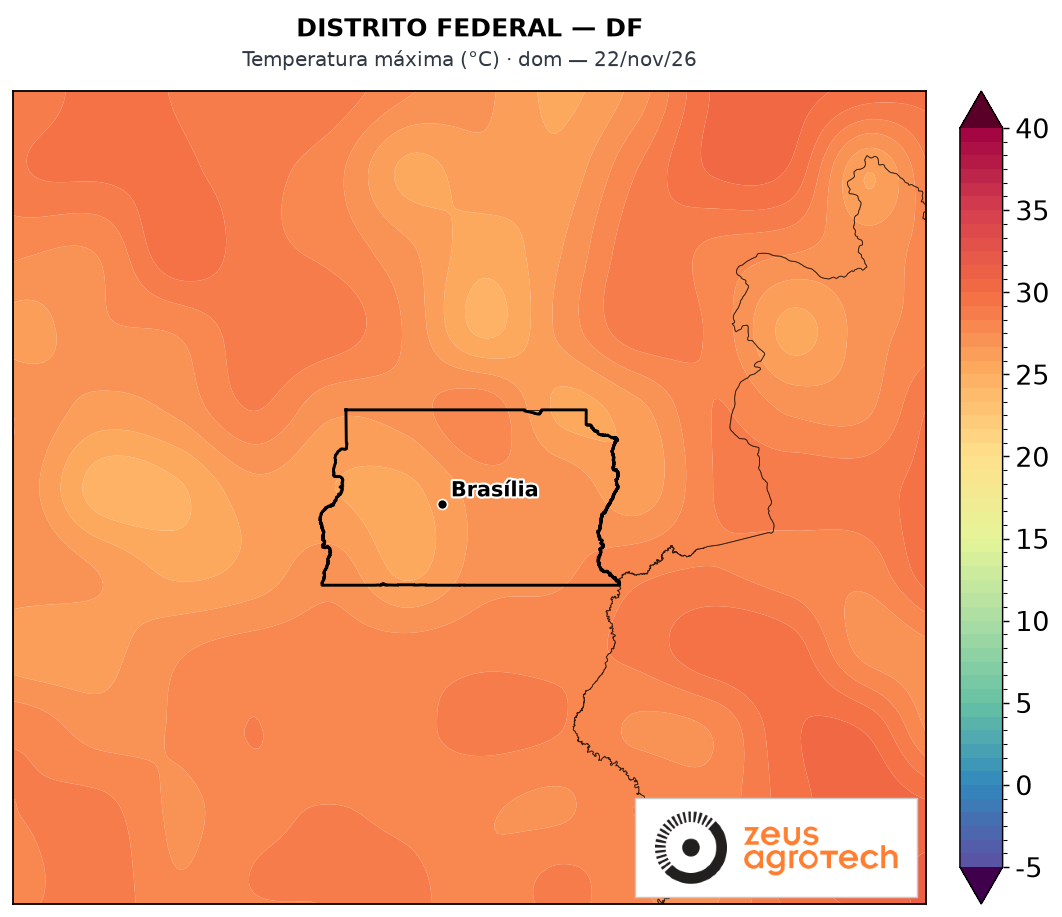 DISTRITO FEDERAL — DF
Temperatura máxima (°C) · dom — 22/nov/26
40
35
30
25
20
15
10
5
0
-5
Brasília
zeus
agrotech